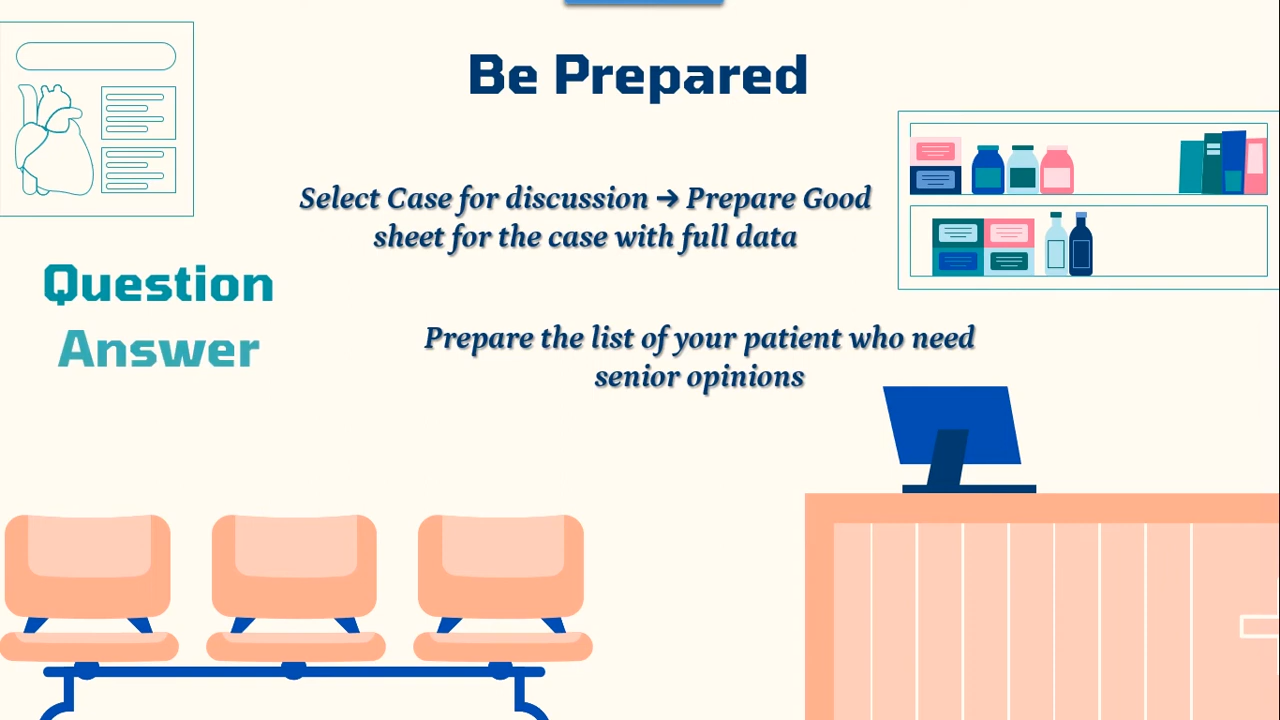 Be Prepared
Select Case for discussion → Prepare Good
sheet for the case with full data
Question
Answer
Prepare the list of your patient who need
senior opinions